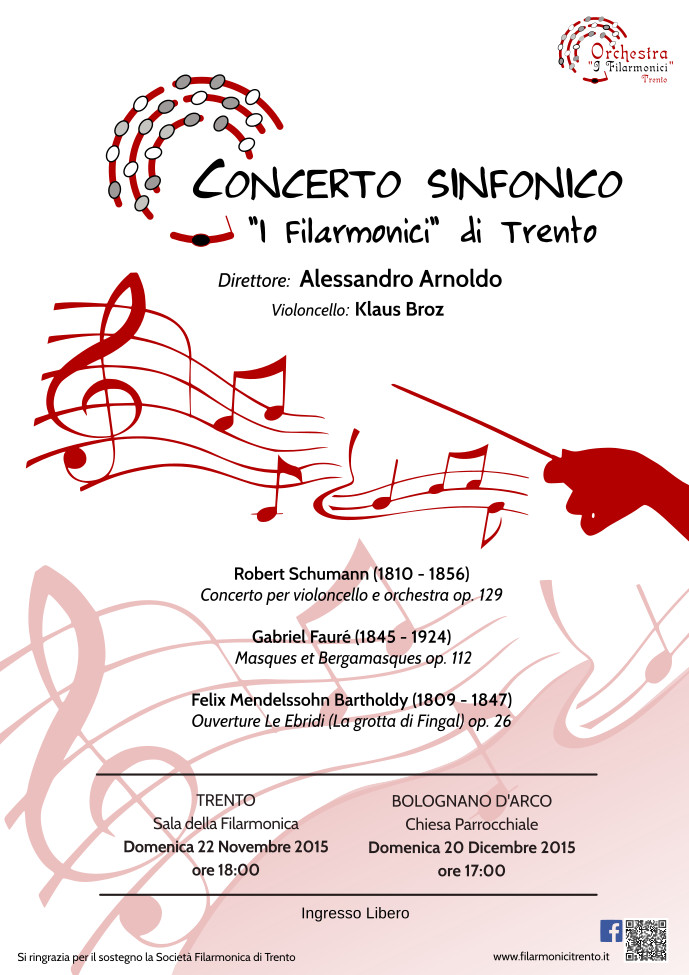 Orchestra
"I Filarmonici"
Trento
CONCERTO SINFONICO
"I Filarmonici" di Trento
Direttore: Alessandro Arnoldo
Violoncello: Klaus Broz
Robert Schumann (1810 - 1856)
Concerto per violoncello e orchestra op. 129
Gabriel Fauré (1845 - 1924)
Masques et Bergamasques op. 112
Felix Mendelssohn Bartholdy (1809 - 1847)
Ouverture Le Ebridi (La grotta di Fingal) op. 26
TRENTO
Sala della Filarmonica
Domenica 22 Novembre 2015
ore 18:00
BOLOGNANO D'ARCO
Chiesa Parrocchiale
Domenica 20 Dicembre 2015
ore 17:00
Ingresso Libero
f
Si ringrazia per il sostegno la Società Filarmonica di Trento
www.filarmonicitrento.it